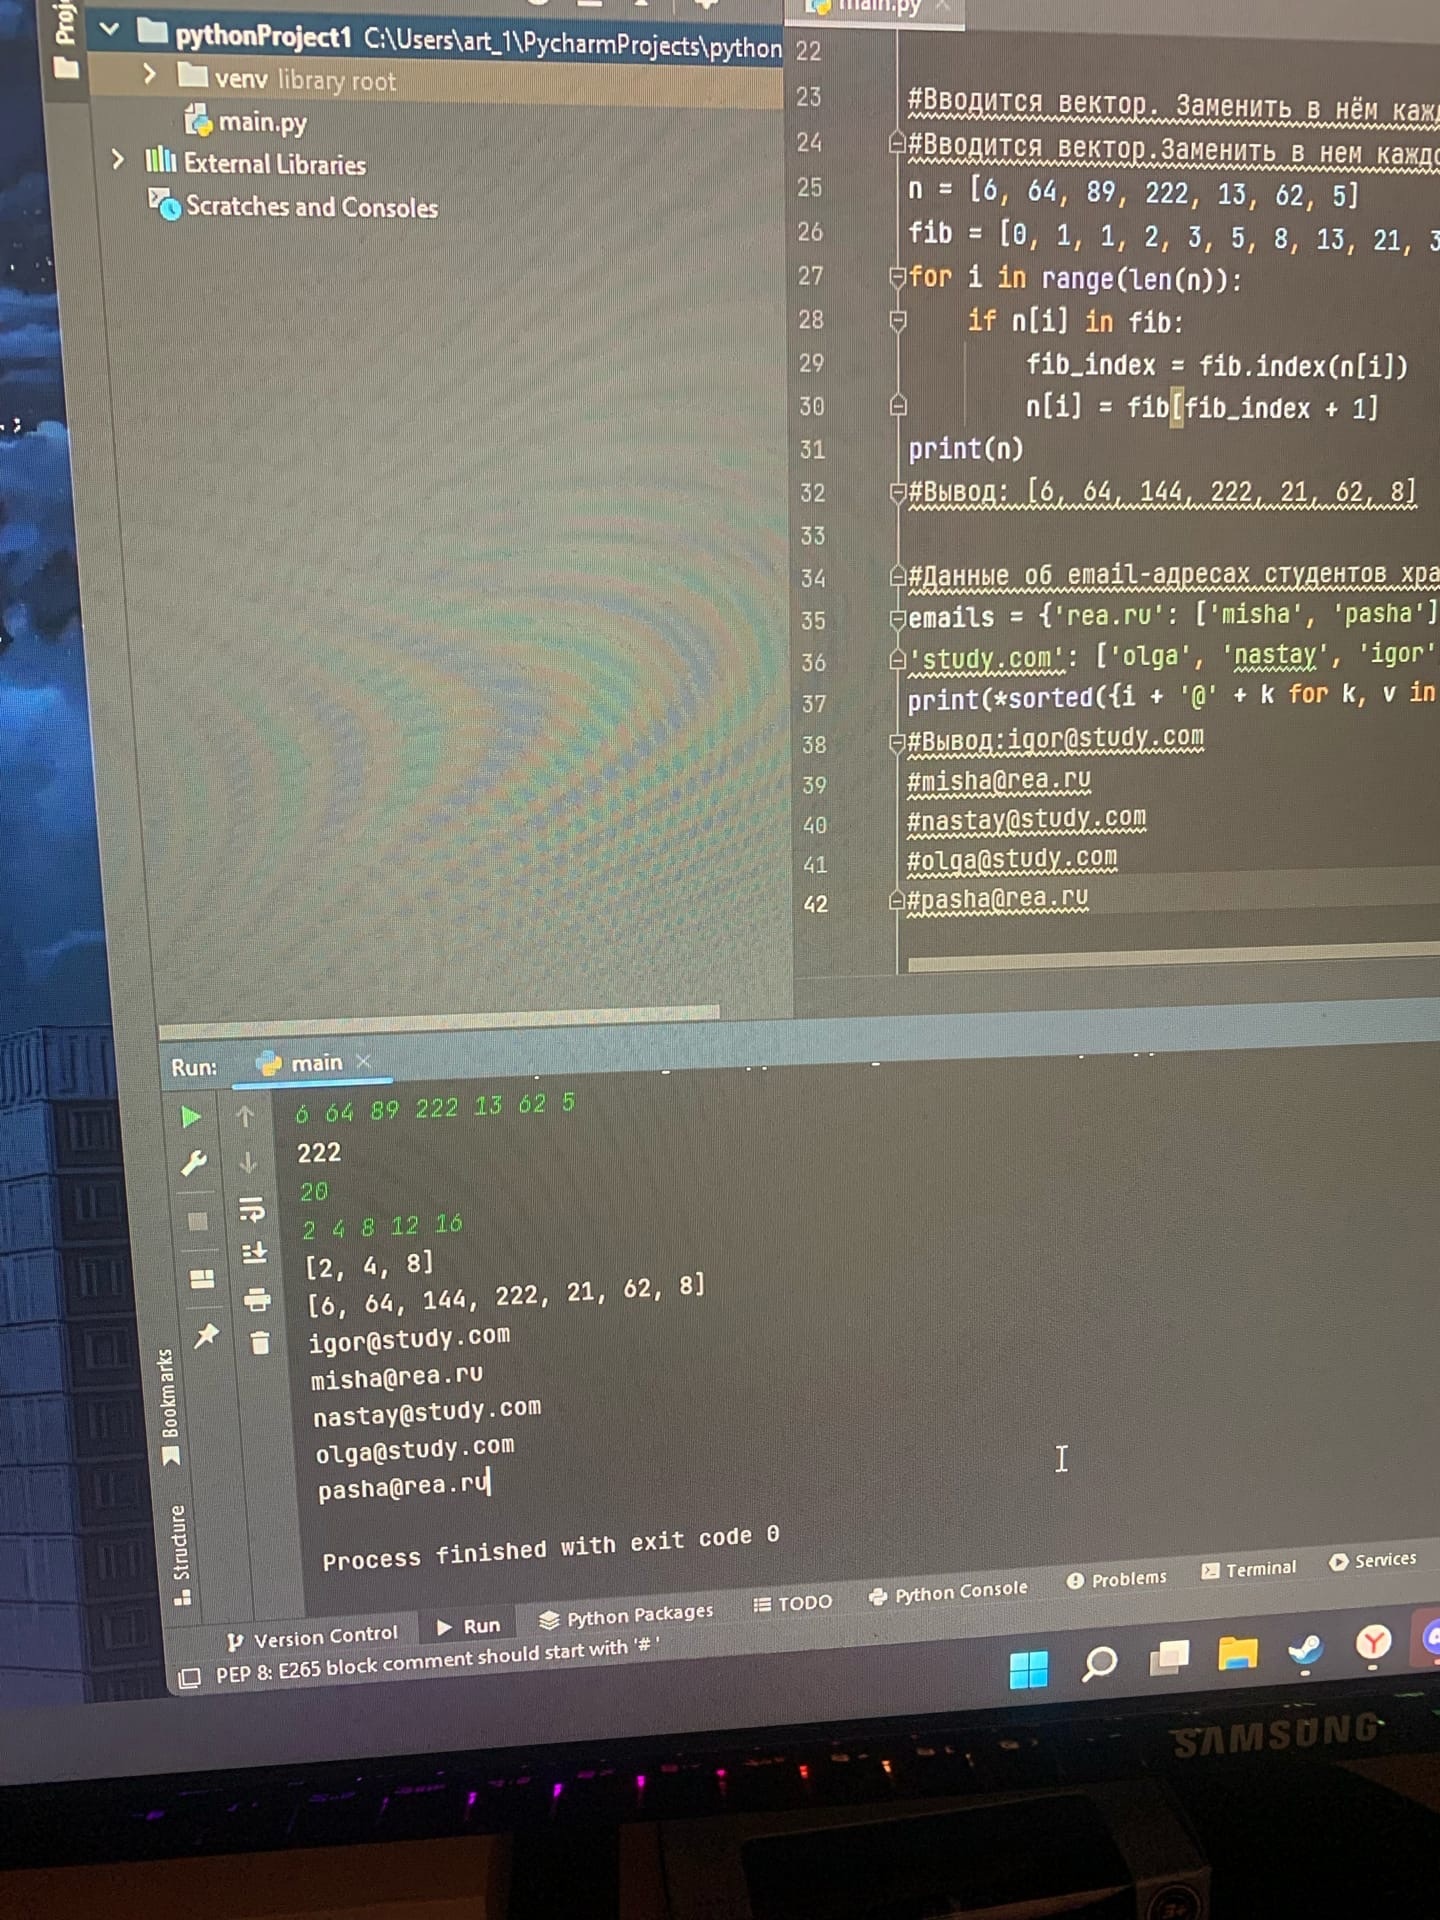 Proj
pythonProject1 C:\Users\art_1\PycharmProjects\python
venv library root
main.py
External Libraries
Scratches and Consoles
main.py
22
23 #Вводится вектор. Заменить в нём
24 #Вводится вектор.Заменить в нем
25 n = [6, 64, 89, 222, 13, 62, 5]
26 fib = [0, 1, 1, 2, 3, 5, 8, 13, 21, 3
27 for i in range(len(n)):
28 if n[i] in fib:
29 fib_index = fib.index(n[i])
30 n[i] = fib[fib_index + 1]
31 print(n)
32 #Вывод: [6, 64, 144, 222, 21, 62, 8]
33
34 #Данные об email-адресах студентов хра
35 emails = {'rea.ru': ['misha', 'pasha']
36 'study.com': ['olga', 'nastay', 'igor'
37 print(*sorted({i + '@' + k for k, v in
38 #Вывод:igor@study.com
39 #misha@rea.ru
40 #nastay@study.com
41 #olga@study.com
42 #pasha@rea.ru
Run: main
6 64 89 222 13 62 5
222
20
2 4 8 12 16
[2, 4, 8]
[6, 64, 144, 222, 21, 62, 8]
igor@study.com
misha@rea.ru
nastay@study.com
olga@study.com
pasha@rea.ru
Process finished with exit code 0
Bookmarks
Structure
Version Control Run Python Packages TODO Python Console Problems Terminal Services
PEP 8: E265 block comment should start with '# '
SAMSUNG
3+